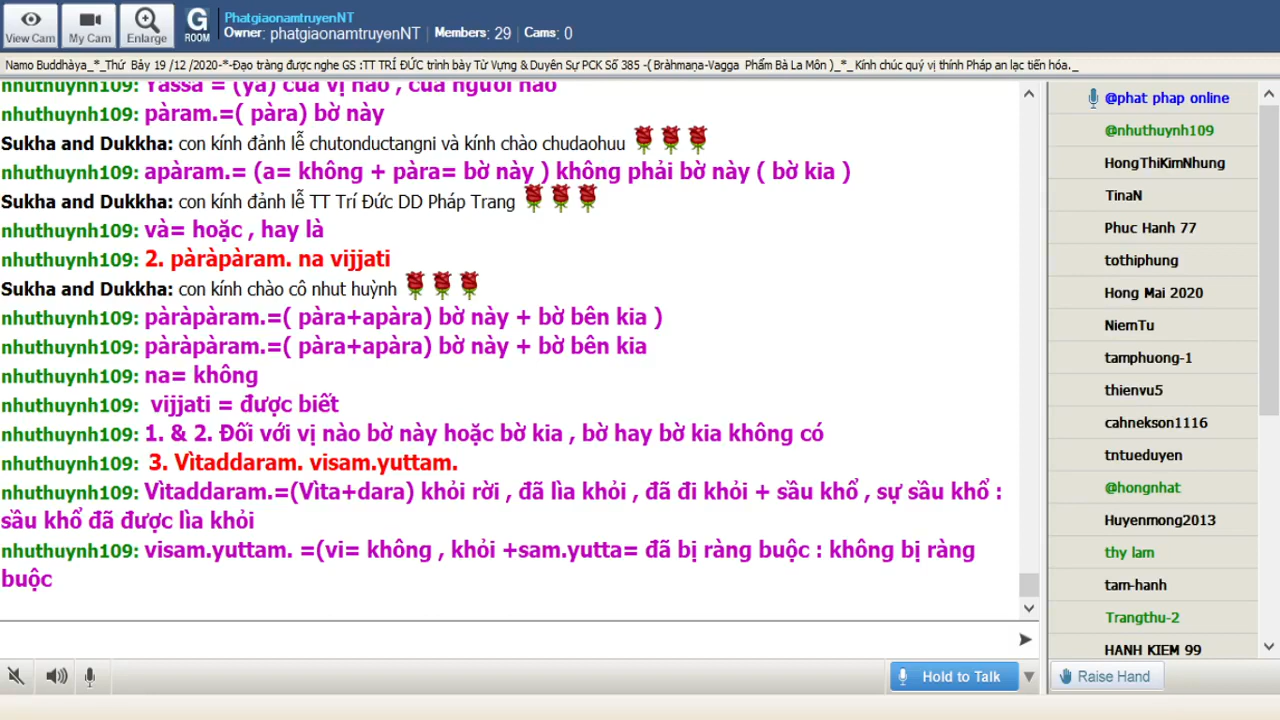 View Cam
My Cam
Enlarge
G
ROOM
PhatgiaonamtruyenNT
Owner: phatgiaonamtruyenNT | Members: 29 | Cams: 0
Namo Buddhàya_*_Thứ Bảy 19 /12 /2020-*-Đạo tràng được nghe GS :TT TRÍ ĐỨC trình bày Từ Vựng & Duyên Sự PCK Số 385 -( Bràhmaṇa-Vagga Phẩm Bà La Môn )_*_ Kính chúc quý vị thính Pháp an lạc tiến hóa._
nhuthuynh109: Yassa = (ya) của vị nào , của người nào
nhuthuynh109: pàram.=( pàra) bờ này
Sukha and Dukkha: con kính đảnh lễ chutonductangni và kính chào chudaohuu
nhuthuynh109: apàram.= (a= không + pàra= bờ này ) không phải bờ này ( bờ kia )
Sukha and Dukkha: con kính đảnh lễ TT Trí Đức DD Pháp Trang
nhuthuynh109: và= hoặc , hay là
nhuthuynh109: 2. pàràpàram. na vijjati
Sukha and Dukkha: con kính chào cô nhut huỳnh
nhuthuynh109: pàràpàram.=( pàra+apàra) bờ này + bờ bên kia )
nhuthuynh109: pàràpàram.=( pàra+apàra) bờ này + bờ bên kia
nhuthuynh109: na= không
nhuthuynh109: vijjati = được biết
nhuthuynh109: 1. & 2. Đối với vị nào bờ này hoặc bờ kia , bờ hay bờ kia không có
nhuthuynh109: 3. Vìtaddaram. visam.yuttam.
nhuthuynh109: Vìtaddaram.=(Vìta+dara) khỏi rời , đã lìa khỏi , đã đi khỏi + sầu khổ , sự sầu khổ :
sầu khổ đã được lìa khỏi
nhuthuynh109: visam.yuttam. =(vi= không , khỏi +sam.yutta= đã bị ràng buộc : không bị ràng
buộc
Hold to Talk
@phat phap online
@nhuthuynh109
HongThiKimNhung
TinaN
Phuc Hanh 77
tothiphung
Hong Mai 2020
NiemTu
tamphuong-1
thienvu5
cahnekson1116
tntueduyen
@hongnhat
Huyenmong2013
thy lam
tam-hanh
Trangthu-2
HANH KIEM 99
Raise Hand